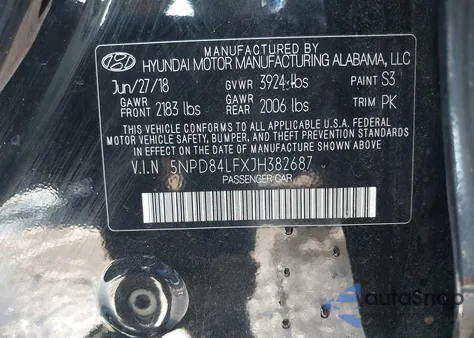 MANUFACTURED BY
HYUNDAI MOTOR MANUFACTURING ALABAMA, LLC
Jun/27/18 GVWR 3924 lbs PAINT S3
GAWR FRONT 2183 lbs GAWR REAR 2006 lbs TRIM PK
THIS VEHICLE CONFORMS TO ALL APPLICABLE U.S.A. FEDERAL
MOTOR VEHICLE SAFETY, BUMPER, AND THEFT PREVENTION
STANDARDS IN EFFECT ON THE DATE OF MANUFACTURE
V.I.N 5NPD84LFXJH382687
PASSENGER CAR
autoSnap